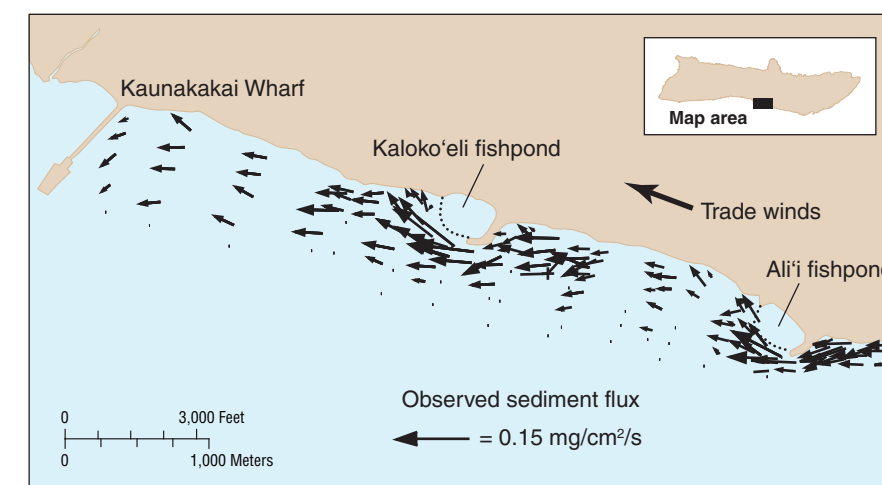 Kaunakakai Wharf
Map area
Kaloko‘eli fishpond
Trade winds
Ali‘i fishpond
Observed sediment flux
= 0.15 mg/cm²/s
0 3,000 Feet
0 1,000 Meters